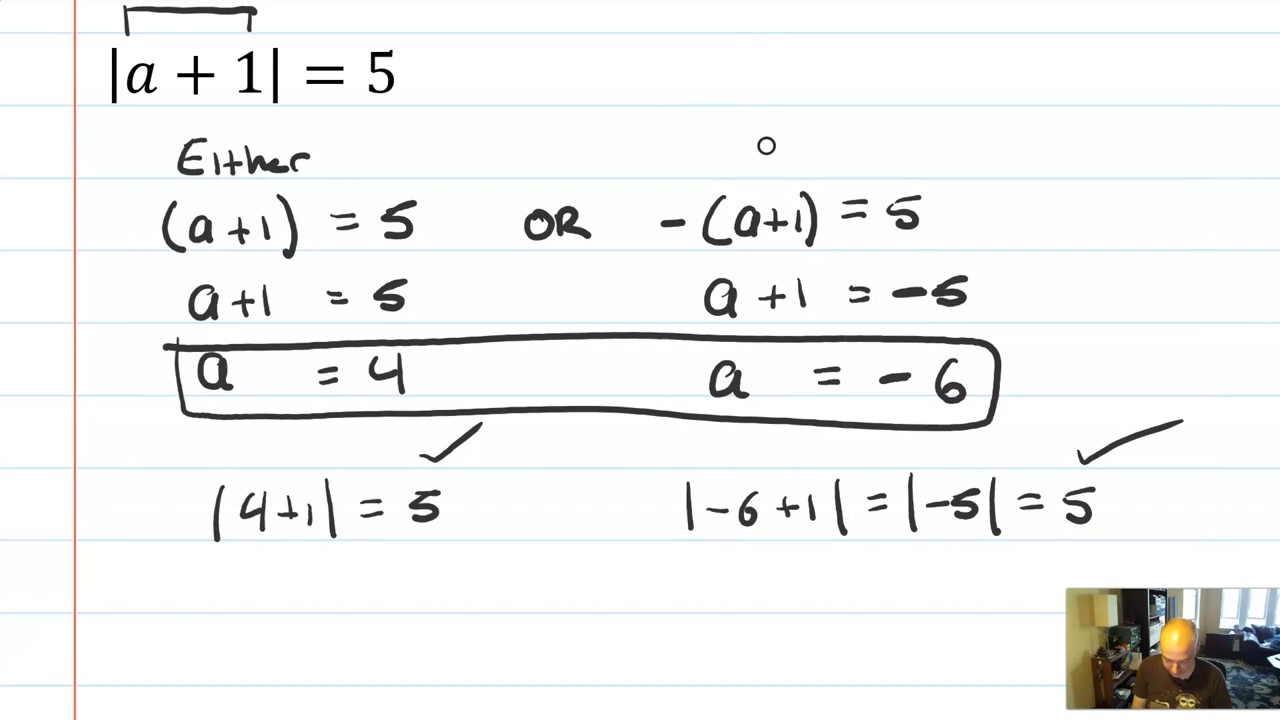 |a + 1| = 5
Either
(a+1) = 5 OR -(a+1) = 5
a+1 = 5 a+1 = -5
a = 4 a = -6
|4+1| = 5 |-6+1| = |-5| = 5